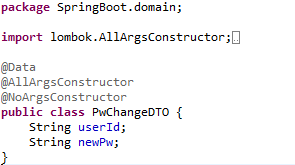 package SpringBoot.domain;
import lombok.AllArgsConstructor;
@Data
@AllArgsConstructor
@NoArgsConstructor
public class PwChangeDTO {
String userId;
String newPw;
}